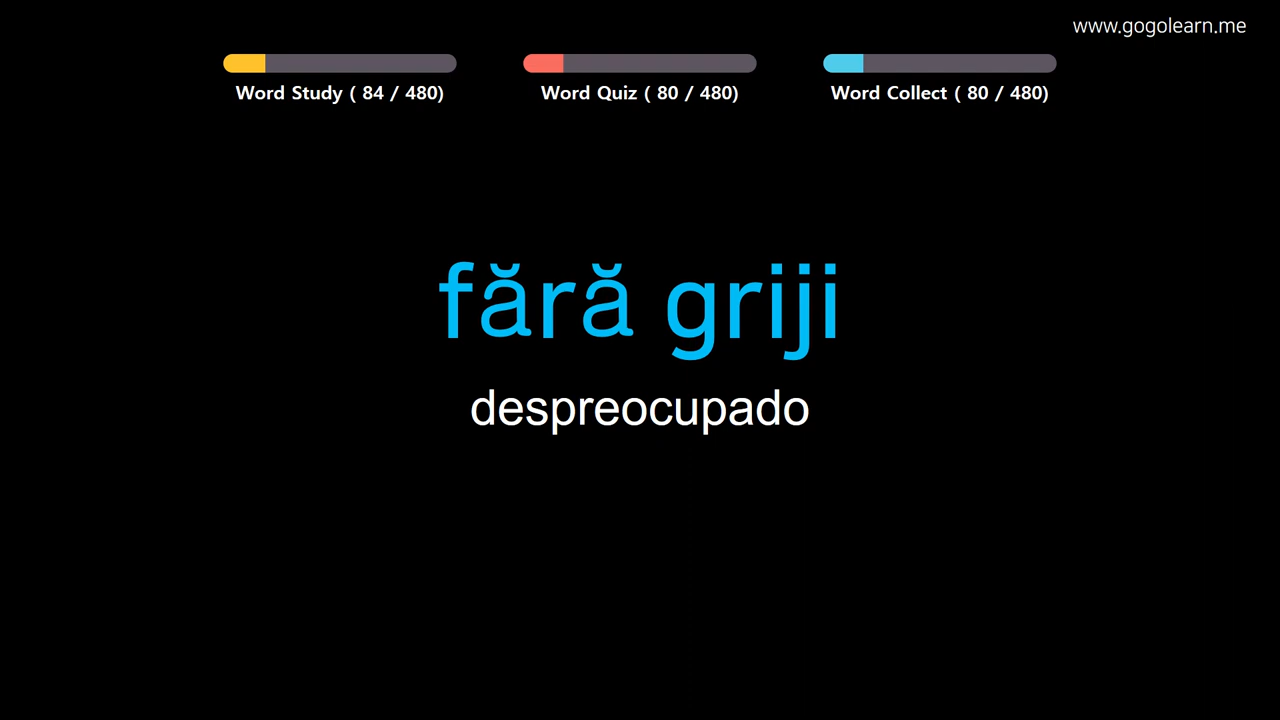 www.gogolearn.me
Word Study ( 84 / 480)
Word Quiz ( 80 / 480)
Word Collect ( 80 / 480)
fără griji
despreocupado